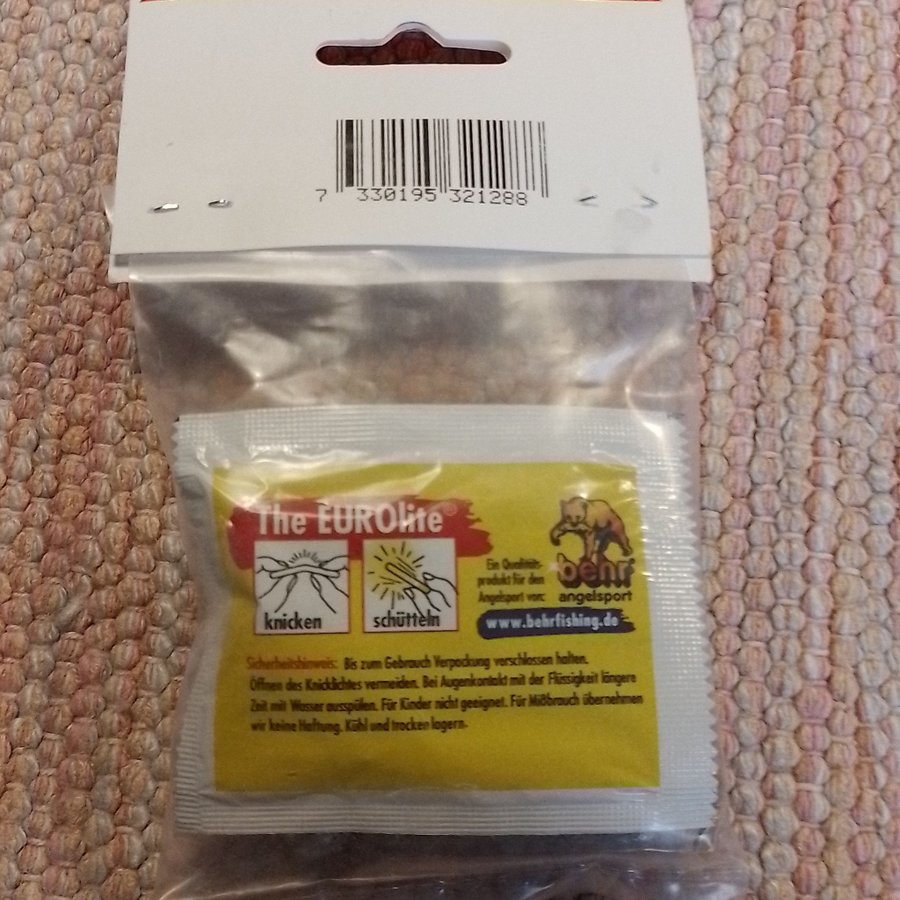 7 330195 321288
The EUROlite®
knicken
schütteln
Ein Qualitäts-
produkt für den
Angelsport von:
behr
angelsport
www.behrfishing.de
Sicherheitshinweis: Bis zum Gebrauch Verpackung verschlossen halten.
Öffnen des Knicklichtes vermeiden. Bei Augenkontakt mit der Flüssigkeit längere
Zeit mit Wasser ausspülen. Für Kinder nicht geeignet. Für Mißbrauch übernehmen
wir keine Haftung. Kühl und trocken lagern.